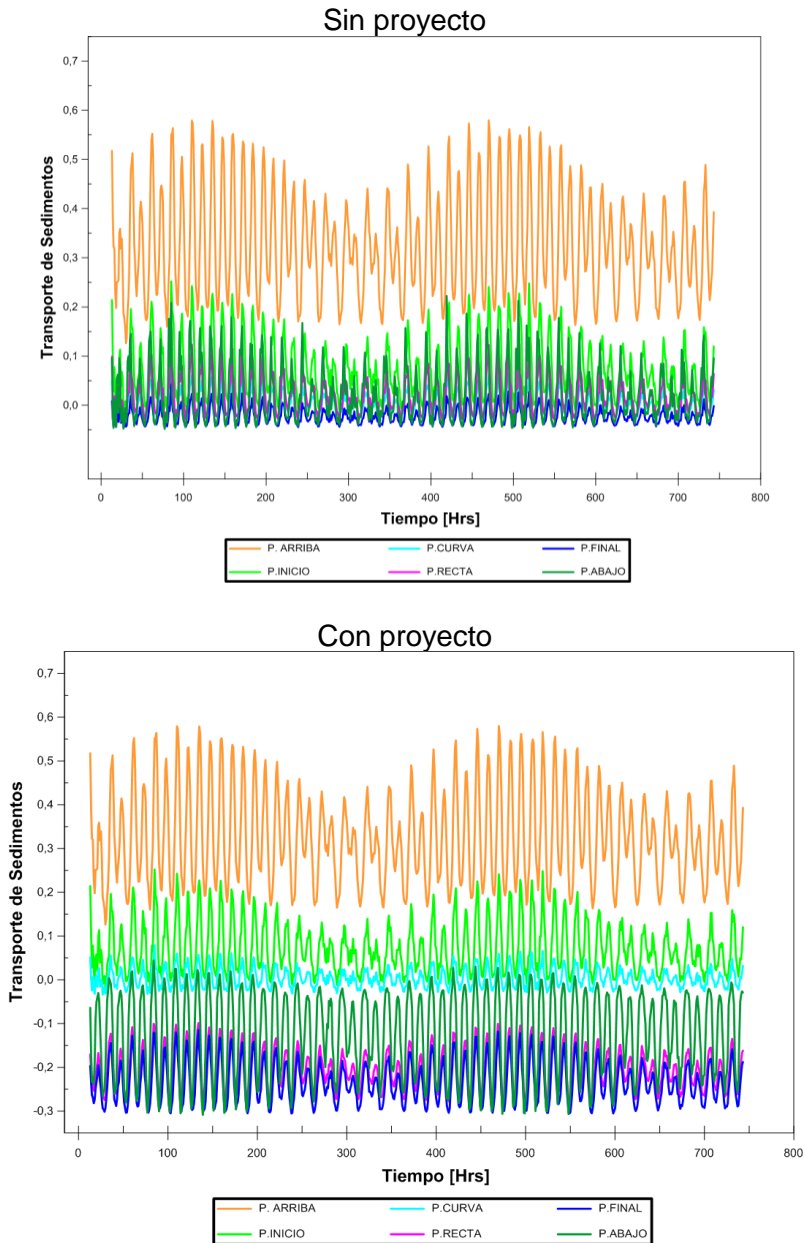 Sin proyecto
0,7
0,6
0,5
0,4
0,3
0,2
0,1
0,0
Transporte de Sedimentos
0 100 200 300 400 500 600 700 800
Tiempo [Hrs]
P. ARRIBA P.CURVA P.FINAL
P.INICIO P.RECTA P.ABAJO
Con proyecto
0,7
0,6
0,5
0,4
0,3
0,2
0,1
0,0
-0,1
-0,2
-0,3
Transporte de Sedimentos
0 100 200 300 400 500 600 700 800
Tiempo [Hrs]
P. ARRIBA P.CURVA P.FINAL
P.INICIO P.RECTA P.ABAJO